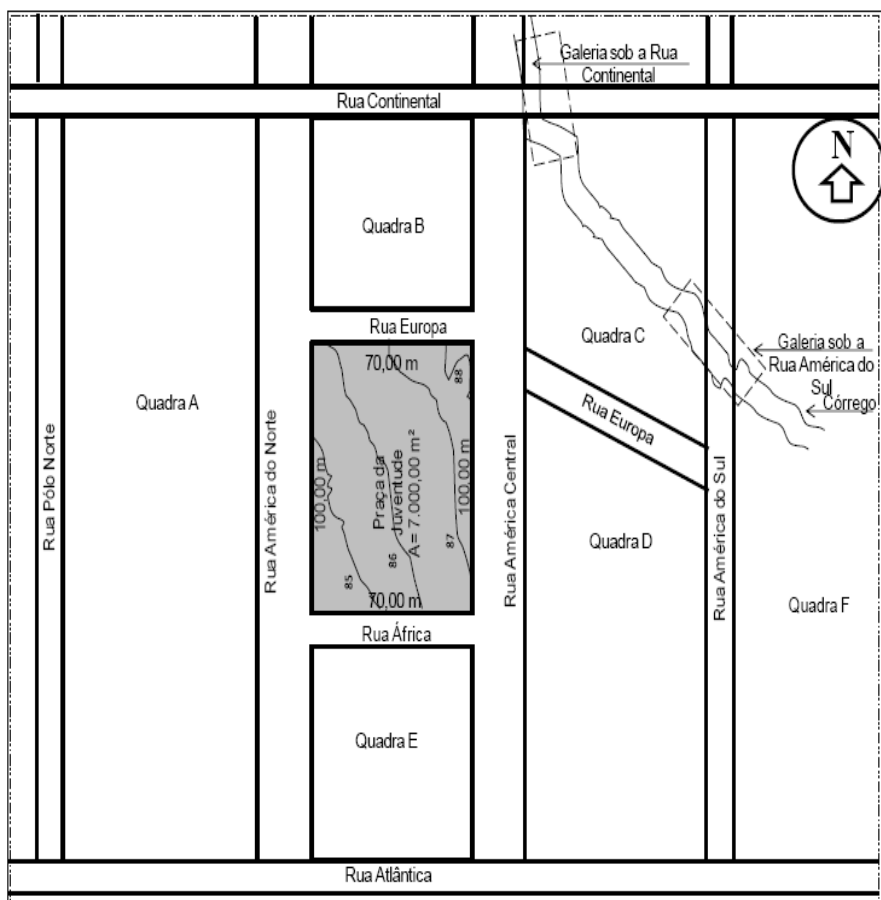 Galeria sob a Rua
Continental
Rua Continental
N
Quadra B
Rua Europa
Quadra C
Galeria sob a
Rua América do
Sul
Córrego
70,00 m
88
Quadra A
Rua Europa
Rua Pólo Norte
Rua América do Norte
100,00 m
Praça da
Juventude
A = 7.000,00 m²
100,00 m
Rua América Central
Rua América do Sul
87
86
85
70,00 m
Quadra D
Quadra F
Rua África
Quadra E
Rua Atlântica